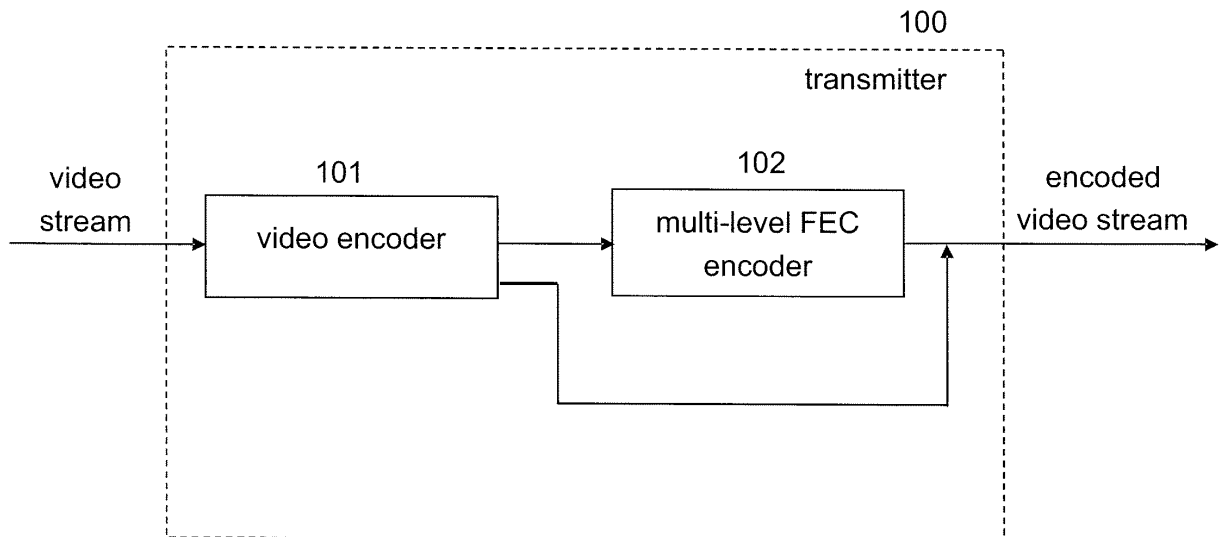 100
transmitter
video
stream
101
video encoder
102
multi-level FEC
encoder
encoded
video stream